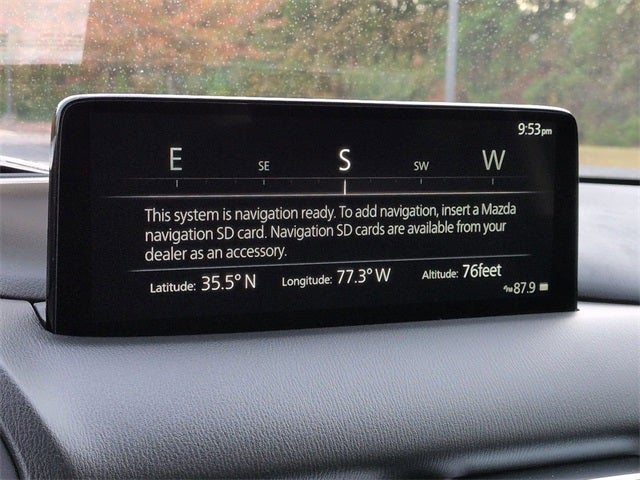 9:53pm
E SE S SW W
This system is navigation ready. To add navigation, insert a Mazda
navigation SD card. Navigation SD cards are available from your
dealer as an accessory.
Latitude: 35.5° N Longitude: 77.3° W Altitude: 76feet
FM 87.9